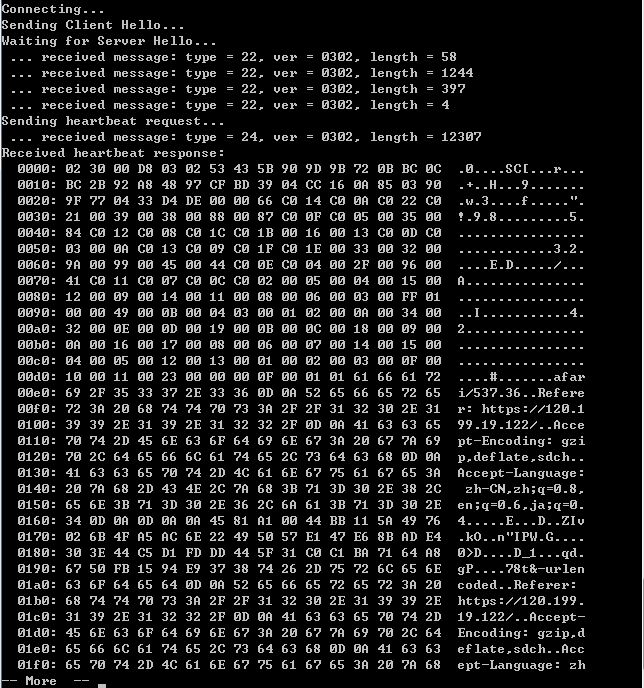 Connecting...
Sending Client Hello...
Waiting for Server Hello...
 ... received message: type = 22, ver = 0302, length = 58
 ... received message: type = 22, ver = 0302, length = 1244
 ... received message: type = 22, ver = 0302, length = 397
 ... received message: type = 22, ver = 0302, length = 4
Sending heartbeat request...
 ... received message: type = 24, ver = 0302, length = 12307
Received heartbeat response:
  0000: 02 30 00 D8 03 02 53 43 5B 90 9D 9B 72 0B BC 0C  .0....SC[...r...
  0010: BC 2B 92 A8 48 97 CF BD 39 04 CC 16 0A 85 03 90  .+..H...9.......
  0020: 9F 77 04 33 D4 DE 00 00 66 C0 14 C0 0A C0 22 C0  .w.3....f.....".
  0030: 21 00 39 00 38 00 88 00 87 C0 0F C0 05 00 35 00  !.9.8.........5.
  0040: 84 C0 12 C0 08 C0 1C C0 1B 00 16 00 13 C0 0D C0  ................
  0050: 03 00 0A C0 13 C0 09 C0 1F C0 1E 00 33 00 32 00  ............3.2.
  0060: 9A 00 99 00 45 00 44 C0 0E C0 04 00 2F 00 96 00  ....E.D...../...
  0070: 41 C0 11 C0 07 C0 0C C0 02 00 05 00 04 00 15 00  A...............
  0080: 12 00 09 00 14 00 11 00 08 00 06 00 03 00 FF 01  ................
  0090: 00 00 49 00 0B 00 04 03 00 01 02 00 0A 00 34 00  ..I...........4.
  00a0: 32 00 0E 00 0D 00 19 00 0B 00 0C 00 18 00 09 00  2...............
  00b0: 0A 00 16 00 17 00 08 00 06 00 07 00 14 00 15 00  ................
  00c0: 04 00 05 00 12 00 13 00 01 00 02 00 03 00 0F 00  ................
  00d0: 10 00 11 00 23 00 00 00 0F 00 01 01 61 66 61 72  ....#.......afari
  00e0: 69 2F 35 33 37 2E 33 36 0D 0A 52 65 66 65 72 65  i/537.36..Refere
  00f0: 72 3A 20 68 74 74 70 73 3A 2F 2F 31 32 30 2E 31  r: https://120.1
  0100: 39 39 2E 31 39 2E 31 32 32 2F 0D 0A 41 63 63 65  99.19.122/..Acce
  0110: 70 74 2D 45 6E 63 6F 64 69 6E 67 3A 20 67 7A 69  pt-Encoding: gzi
  0120: 70 2C 64 65 66 6C 61 74 65 2C 73 64 63 68 0D 0A  p,deflate,sdch..
  0130: 41 63 63 65 70 74 2D 4C 61 6E 67 75 61 67 65 3A  Accept-Language:
  0140: 20 7A 68 2D 43 4E 2C 7A 68 3B 71 3D 30 2E 38 2C   zh-CN,zh;q=0.8,
  0150: 65 6E 3B 71 3D 30 2E 36 2C 6A 61 3B 71 3D 30 2E  en;q=0.6,ja;q=0.
  0160: 34 0D 0A 0D 0A 0A 45 81 A1 00 44 BB 11 5A 49 76  4.....E...D..ZIv
  0170: 02 6B 4F A5 AC 6E 22 49 50 57 E1 47 E6 8B AD E4  .kO..n"IPW.G....
  0180: 30 3E 44 C5 D1 FD DD 44 5F 31 C0 C1 BA 71 64 A8  0>D....D_1...qd.
  0190: 67 50 FB 15 94 E9 37 38 74 26 2D 75 72 6C 65 6E  gP....78t&-urlen
  01a0: 63 6F 64 65 64 0D 0A 52 65 66 65 72 65 72 3A 20  coded..Referer:
  01b0: 68 74 74 70 73 3A 2F 2F 31 32 30 2E 31 39 39 2E  https://120.199.
  01c0: 31 39 2E 31 32 32 2F 0D 0A 41 63 63 65 70 74 2D  19.122/..Accept-
  01d0: 45 6E 63 6F 64 69 6E 67 3A 20 67 7A 69 70 2C 64  Encoding: gzip,d
  01e0: 65 66 6C 61 74 65 2C 73 64 63 68 0D 0A 41 63 63  eflate,sdch..Acc
  01f0: 65 70 74 2D 4C 61 6E 67 75 61 67 65 3A 20 7A 68  ept-Language: zh
-- More  --